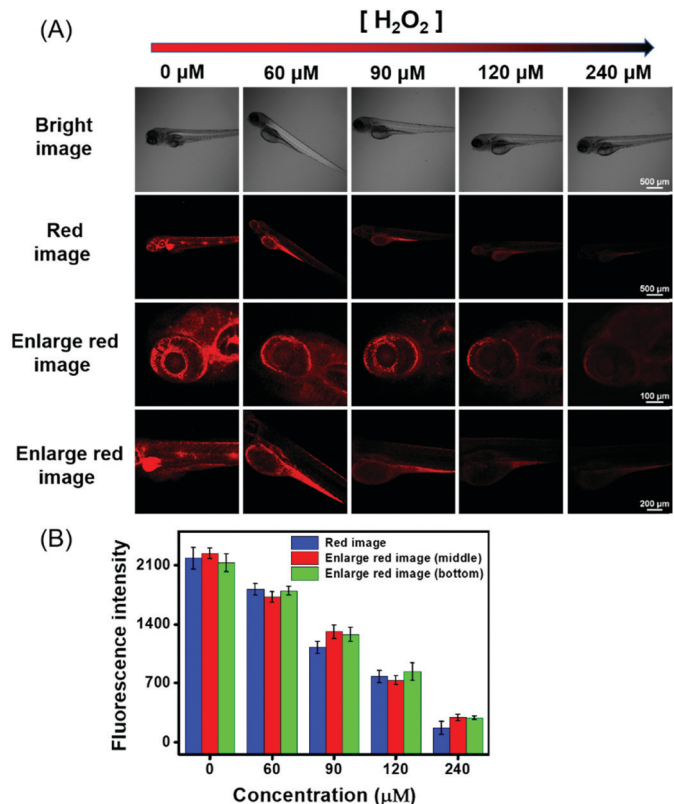 (A)
[ H₂O₂ ]
0 µM 60 µM 90 µM 120 µM 240 µM
Bright
image
500 µm
Red
image
500 µm
Enlarge red
image
100 µm
Enlarge red
image
200 µm
(B)
Fluorescence intensity
2100
1400
700
0
Red image
Enlarge red image (middle)
Enlarge red image (bottom)
0 60 90 120 240
Concentration (µM)